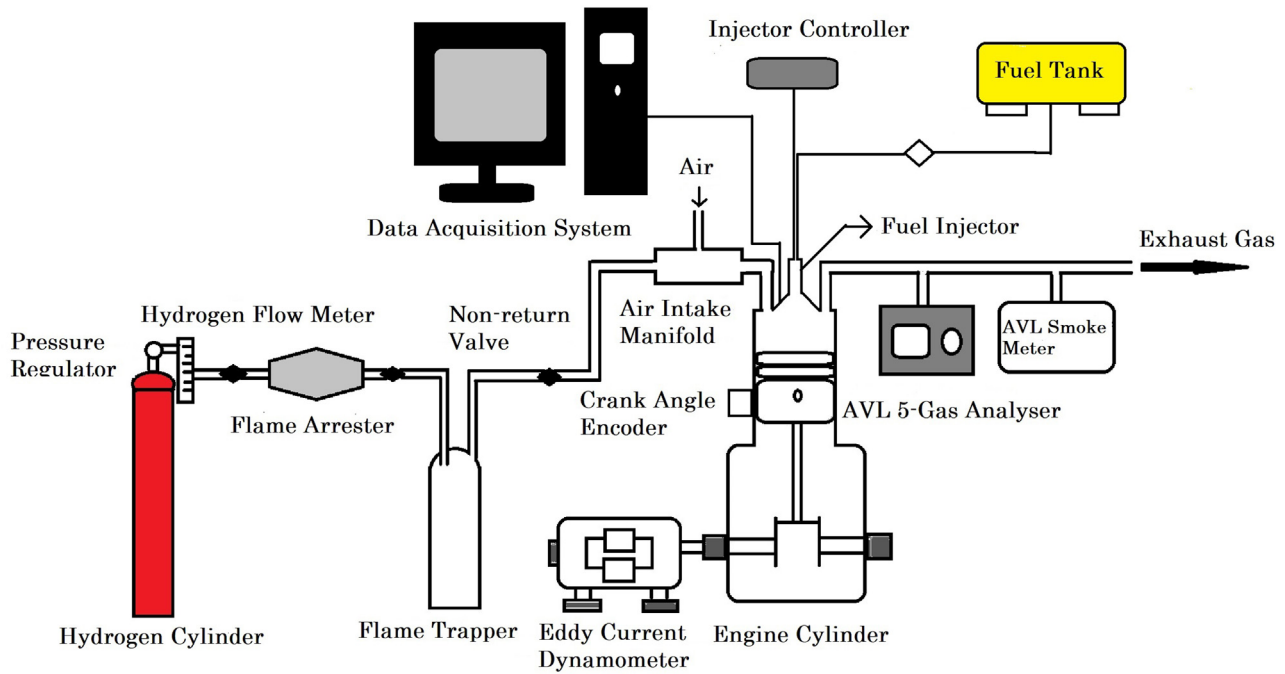 Injector Controller
Fuel Tank
Air
Data Acquisition System
Fuel Injector
Exhaust Gas
Hydrogen Flow Meter
Non-return
Valve
Air Intake
Manifold
AVL Smoke
Meter
Pressure
Regulator
Flame Arrester
Crank Angle
Encoder
AVL 5-Gas Analyser
Hydrogen Cylinder
Flame Trapper
Eddy Current
Dynamometer
Engine Cylinder